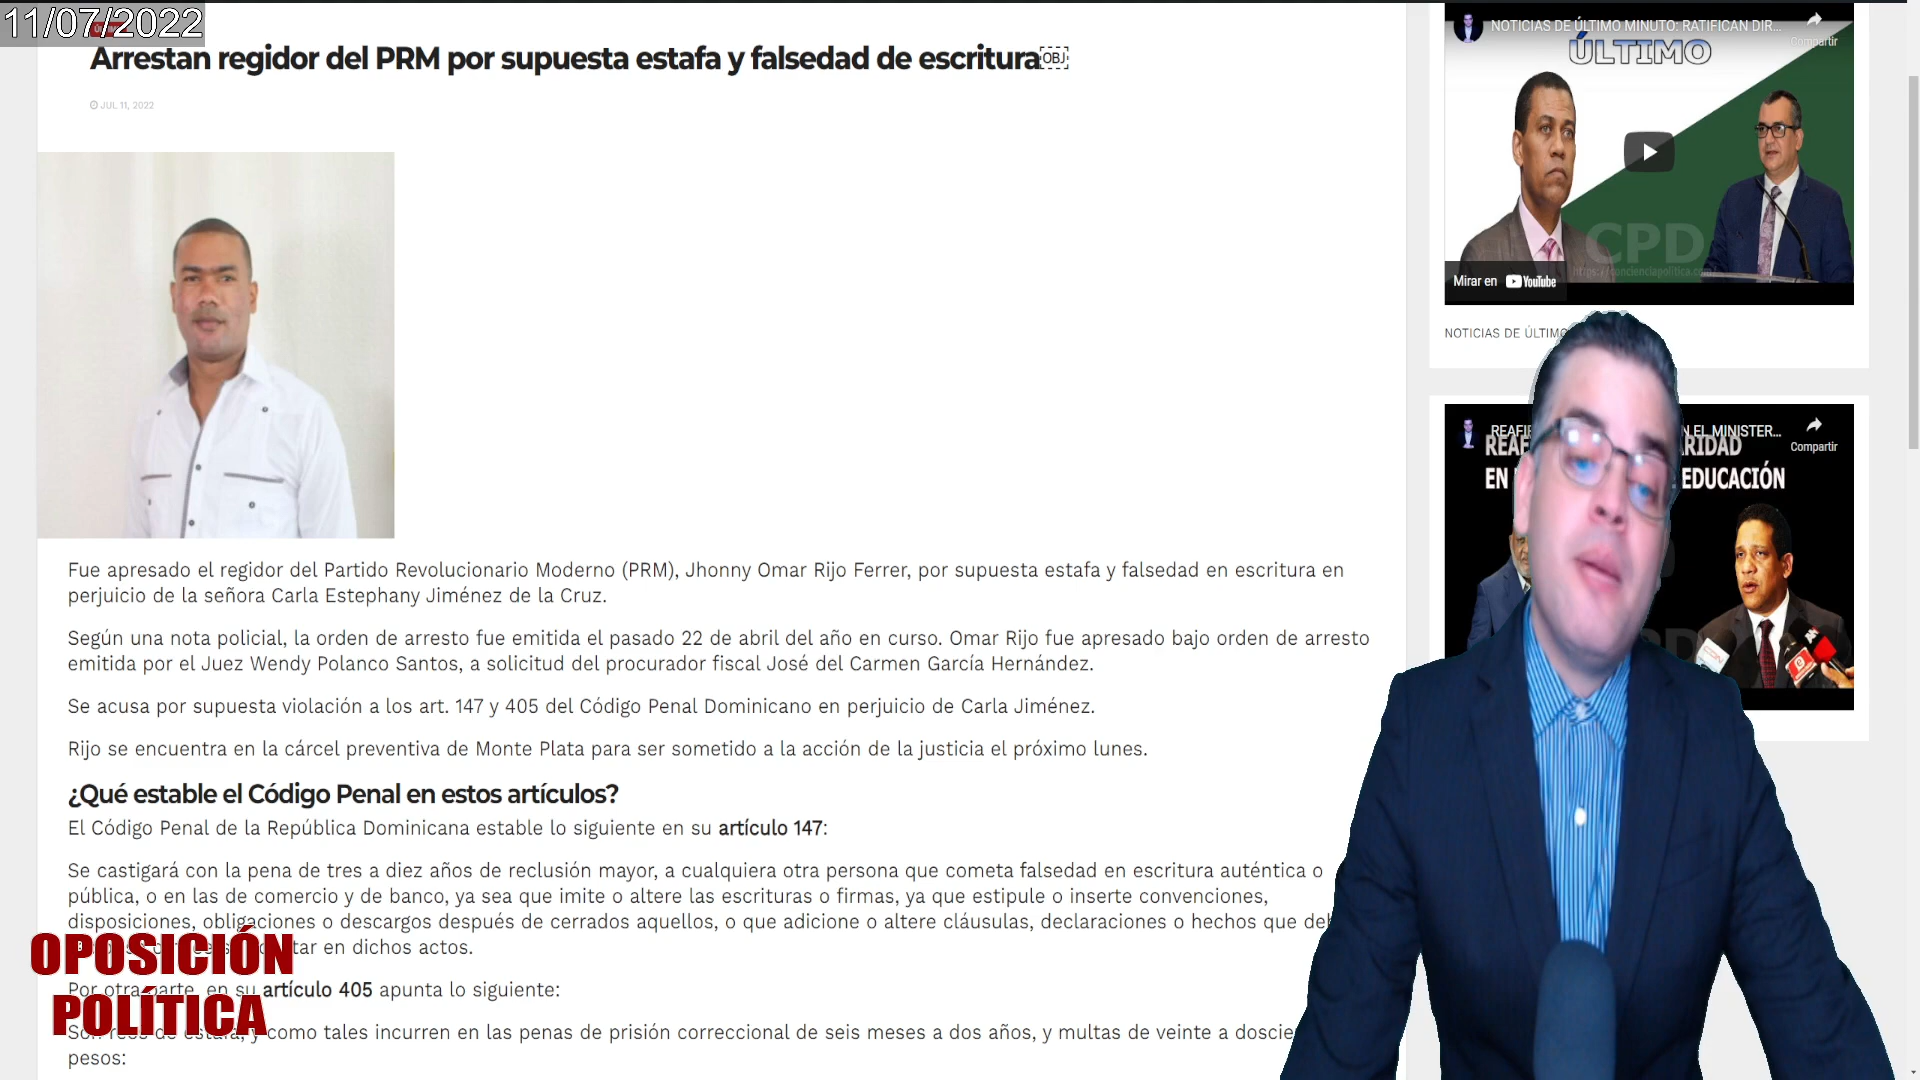 11/07/2022
Arrestan regidor del PRM por supuesta estafa y falsedad de escritura OBJ
JUL 11, 2022
Fue apresado el regidor del Partido Revolucionario Moderno (PRM), Jhonny Omar Rijo Ferrer, por supuesta estafa y falsedad en escritura en
perjuicio de la señora Carla Estephany Jiménez de la Cruz.
Según una nota policial, la orden de arresto fue emitida el pasado 22 de abril del año en curso. Omar Rijo fue apresado bajo orden de arresto
emitida por el Juez Wendy Polanco Santos, a solicitud del procurador fiscal José del Carmen García Hernández.
Se acusa por supuesta violación a los art. 147 y 405 del Código Penal Dominicano en perjuicio de Carla Jiménez.
Rijo se encuentra en la cárcel preventiva de Monte Plata para ser sometido a la acción de la justicia el próximo lunes.
¿Qué estable el Código Penal en estos artículos?
El Código Penal de la República Dominicana estable lo siguiente en su artículo 147:
Se castigará con la pena de tres a diez años de reclusión mayor, a cualquiera otra persona que cometa falsedad en escritura auténtica o
pública, o en las de comercio y de banco, ya sea que imite o altere las escrituras o firmas, ya que estipule o inserte convenciones,
disposiciones, obligaciones o descargos después de cerrados aquellos, o que adicione o altere cláusulas, declaraciones o hechos que
en dichos actos.
Por otra parte, en su artículo 405 apunta lo siguiente:
y como tales incurren en las penas de prisión correccional de seis meses a dos años, y multas de veinte a
pesos:
OPOSICIÓN
POLÍTICA
NOTICIAS DE ÚLTIMO MINUTO: RATIFICAN DIR...
Compartir
ÚLTIMO
CPD
https://concienciapolitica.com
Mirar en YouTube
NOTICIAS DE
EL MINISTER...
Compartir
EN
EDUCACIÓN